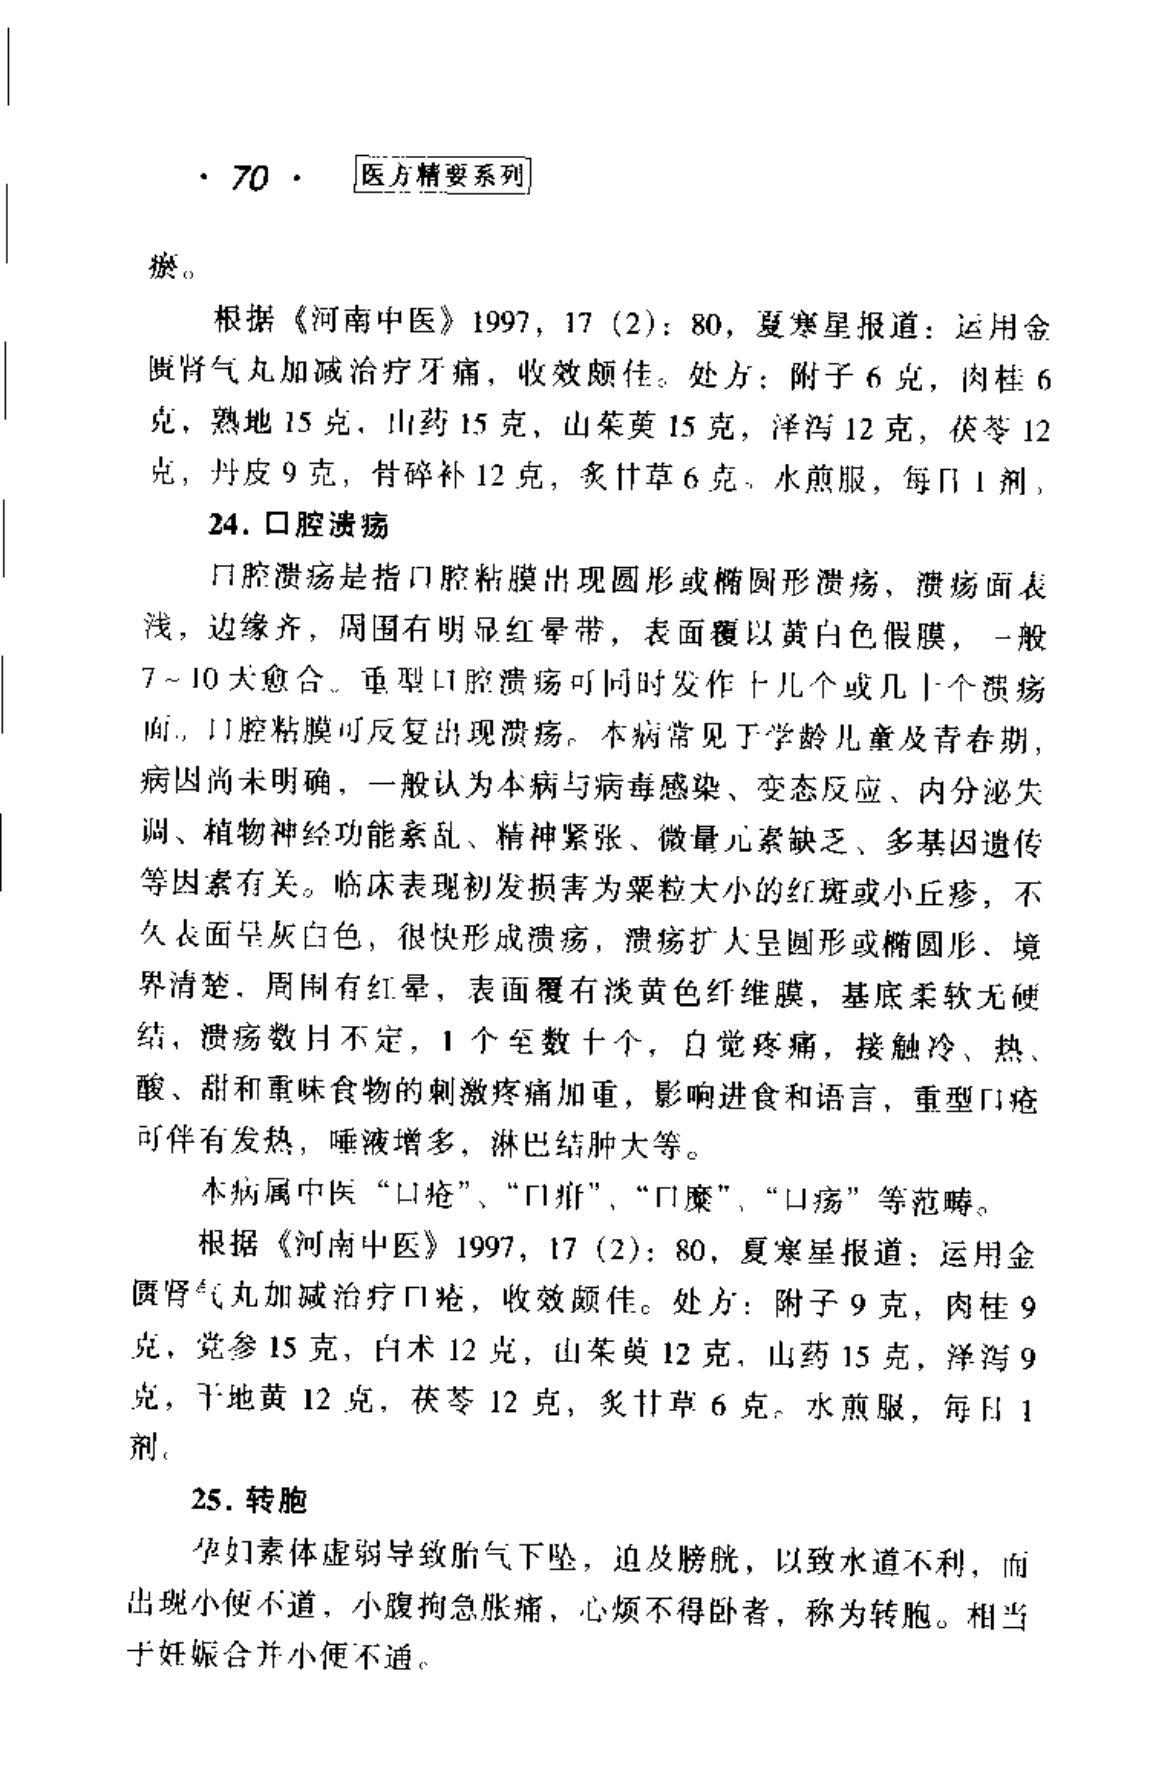 · 70 · 医方精要系列
瘀。
根据《河南中医》1997，17（2）：80，夏寒星报道：运用金
匮肾气丸加减治疗牙痛，收效颇佳。处方：附子 6 克，肉桂 6
克，熟地 15 克，山药 15 克，山茱萸 15 克，泽泻 12 克，茯苓 12
克，丹皮 9 克，骨碎补 12 克，炙甘草 6 克。水煎服，每日 1 剂。
24. 口腔溃疡
口腔溃疡是指口腔粘膜出现圆形或椭圆形溃疡，溃疡面表
浅，边缘齐，周围有明显红晕带，表面覆以黄白色假膜，一般
7～10 天愈合。重型口腔溃疡可同时发作十几个或几十个溃疡
面。口腔粘膜可反复出现溃疡。本病常见于学龄儿童及青春期，
病因尚未明确，一般认为本病与病毒感染、变态反应、内分泌失
调、植物神经功能紊乱、精神紧张、微量元素缺乏、多基因遗传
等因素有关。临床表现初发损害为粟粒大小的红斑或小丘疹，不
久表面呈灰白色，很快形成溃疡，溃疡扩大呈圆形或椭圆形、境
界清楚，周围有红晕，表面覆有淡黄色纤维膜，基底柔软无硬
结，溃疡数目不定，1 个至数十个，自觉疼痛，接触冷、热、
酸、甜和重味食物的刺激疼痛加重，影响进食和语言，重型口疮
可伴有发热，唾液增多，淋巴结肿大等。
本病属中医“口疮”、“口疳”、“口糜”、“口疡”等范畴。
根据《河南中医》1997，17（2）：80，夏寒星报道：运用金
匮肾气丸加减治疗口疮，收效颇佳。处方：附子 9 克，肉桂 9
克，党参 15 克，白术 12 克，山茱萸 12 克，山药 15 克，泽泻 9
克，干地黄 12 克，茯苓 12 克，炙甘草 6 克。水煎服，每日 1
剂。
25. 转胞
孕妇素体虚弱导致胎气下坠，迫及膀胱，以致水道不利，而
出现小便不通，小腹拘急胀痛，心烦不得卧者，称为转胞。相当
于妊娠合并小便不通。